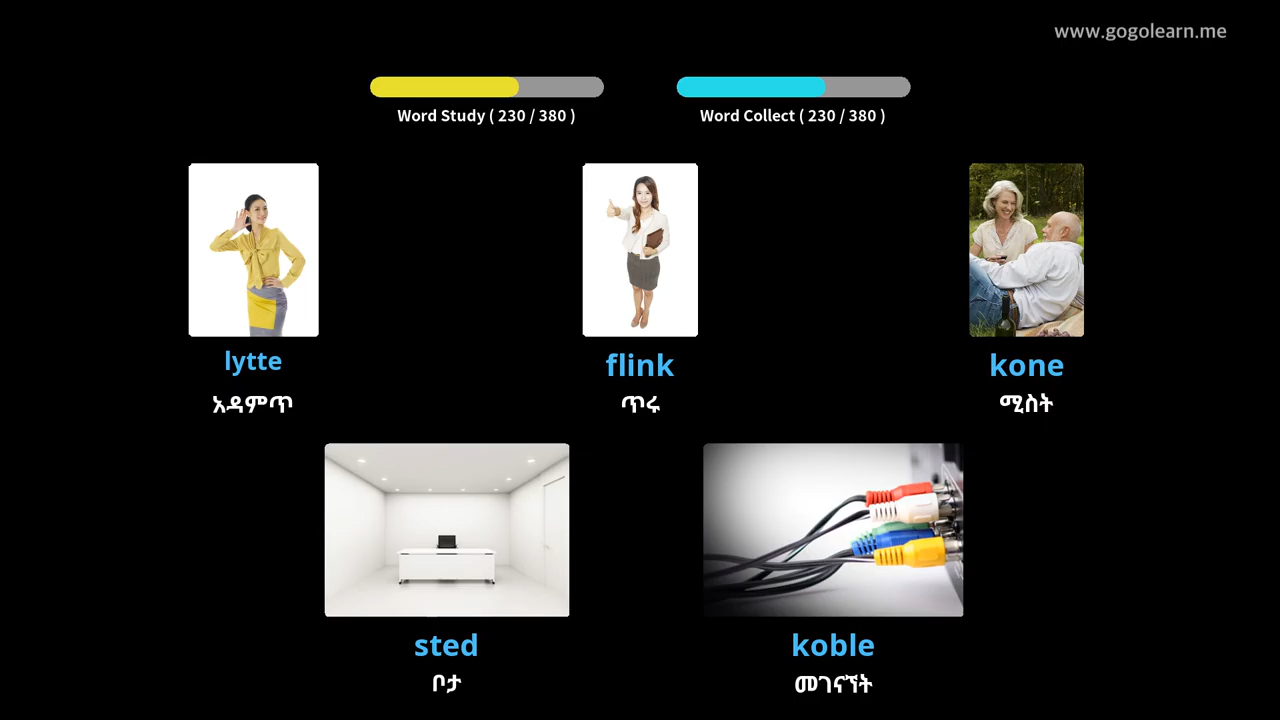 www.gogolearn.me
Word Study ( 230 / 380 )
Word Collect ( 230 / 380 )
lytte
flink
kone
አዳምጥ
ጥሩ
ሚስት
sted
koble
ቦታ
መገናኘት